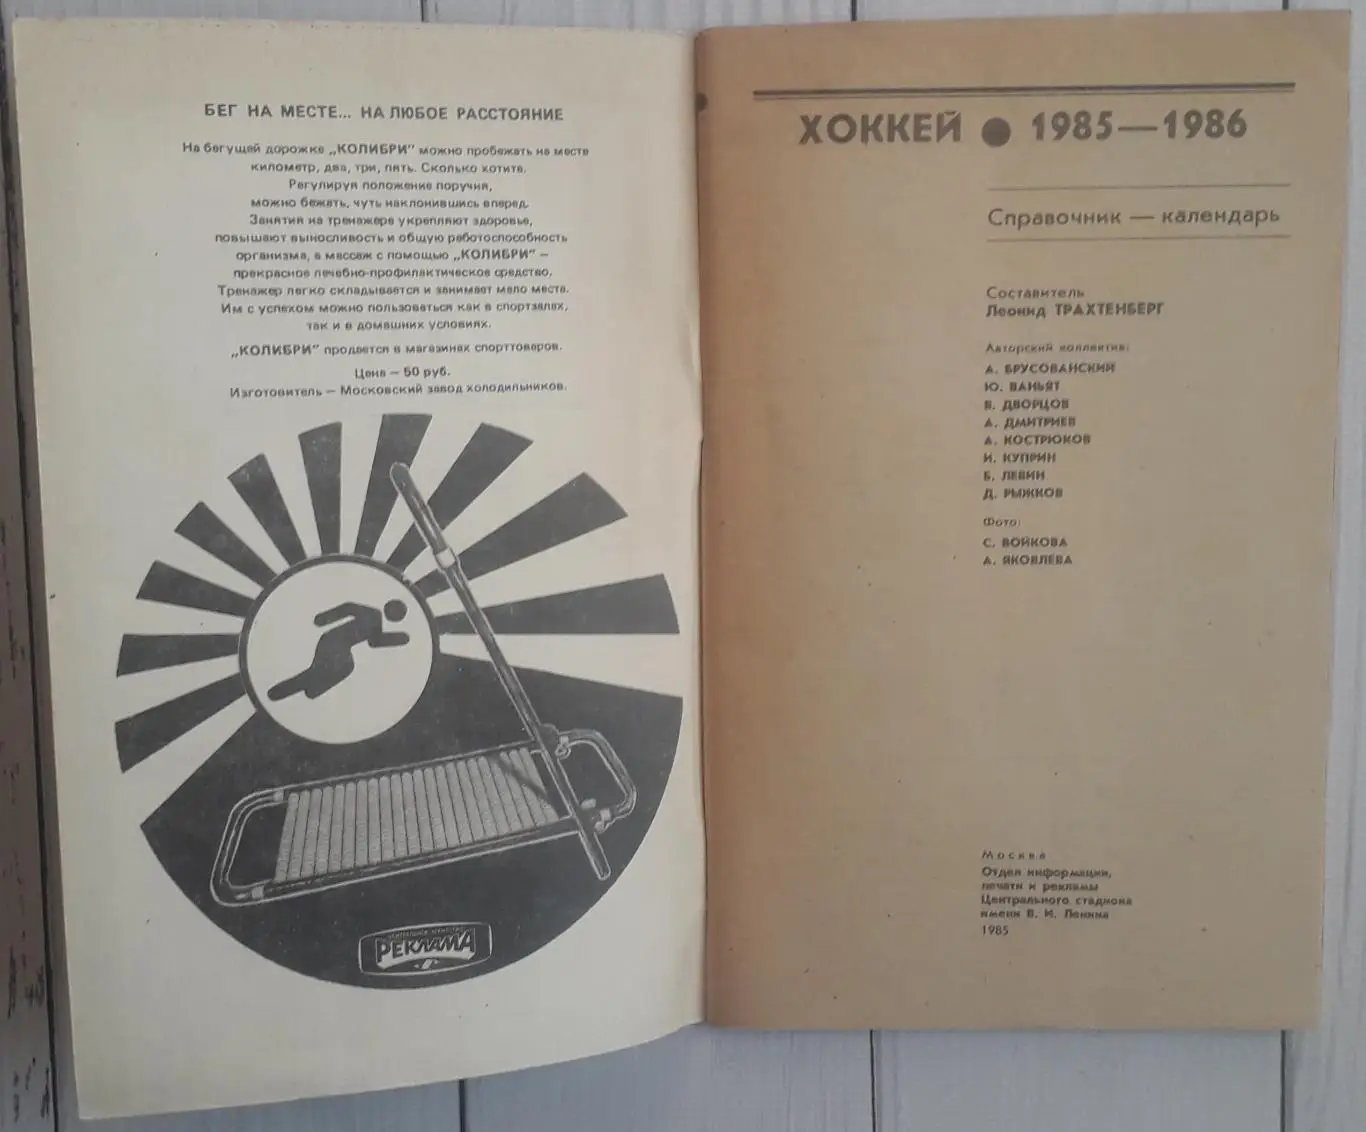 БЕГ НА МЕСТЕ... НА ЛЮБОЕ РАССТОЯНИЕ
На бегущей дорожке „КОЛИБРИ" можно пробежать на месте
километр, два, три, пять. Сколько хотите.
Регулируя положение поручня,
можно бежать, чуть наклонившись вперед.
Занятия на тренажере укрепляют здоровье,
повышают выносливость и общую работоспособность
организма, а массаж с помощью „КОЛИБРИ" –
прекрасное лечебно-профилактическое средство.
Тренажер легко складывается и занимает мало места.
Им с успехом можно пользоваться как в спортзалах,
так и в домашних условиях.
„КОЛИБРИ" продается в магазинах спорттоваров.
Цена – 50 руб.
Изготовитель – Московский завод холодильников.
РЕКЛАМА
ХОККЕЙ ● 1985—1986
Справочник — календарь
Составитель
Леонид ТРАХТЕНБЕРГ
Авторский коллектив:
А. БРУСОВАНСКИЙ
Ю. ВАНЬЯТ
В. ДВОРЦОВ
А. ДМИТРИЕВ
А. КОСТРЮКОВ
И. КУПРИН
Б. ЛЕВИН
Д. РЫЖКОВ
Фото:
С. ВОЙКОВА
А. ЯКОВЛЕВА
Москва
Отдел информации,
печати и рекламы
Центрального стадиона
имени В. И. Ленина
1985